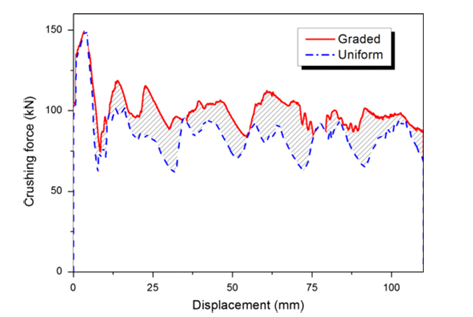 150
100
50
0
Crushing force (kN)
Graded
Uniform
0 25 50 75 100
Displacement (mm)